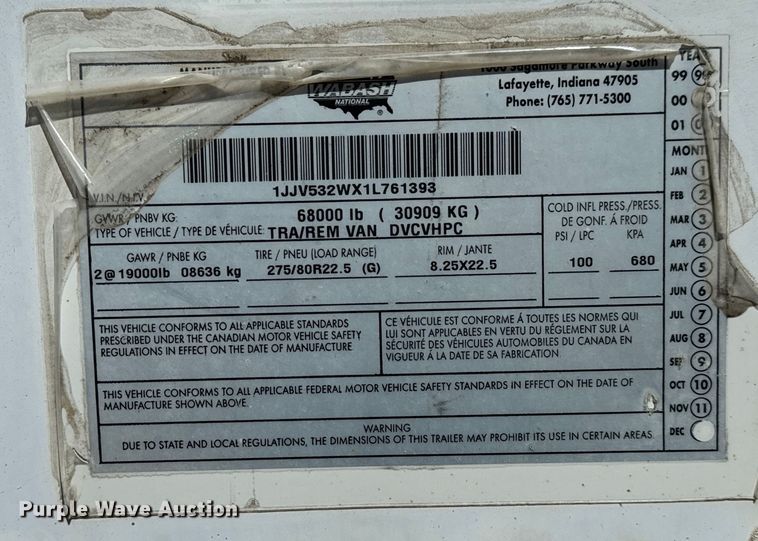 1000 Sagamore Parkway South
Lafayette, Indiana 47905
Phone: (765) 771-5300
WABASH
NATIONAL ®
YEA
99
00
01
MONT
JAN 1
FEB 2
MAR 3
APR 4
MAY 5
JUN 6
JUL 7
AUG 8
SEP 9
OCT 10
NOV 11
DEC
V.I.N./N.I.V.
1JJV532WX1L761393
GVWR / PNBV KG: 68000 lb ( 30909 KG )
TYPE OF VEHICLE / TYPE DE VÉHICULE: TRA/REM VAN DVCVHPC
COLD INFL PRESS./PRESS.
DE GONF. Á FROID
PSI / LPC KPA
100 680
GAWR / PNBE KG TIRE / PNEU (LOAD RANGE) RIM / JANTE
2@19000lb 08636 kg 275/80R22.5 (G) 8.25X22.5
THIS VEHICLE CONFORMS TO ALL APPLICABLE STANDARDS
PRESCRIBED UNDER THE CANADIAN MOTOR VEHICLE SAFETY
REGULATIONS IN EFFECT ON THE DATE OF MANUFACTURE
CE VÉHICULE EST CONFORME Á TOUTES LES NORMES QUI
LUI SONT APPLICABLES EN VERTU DU RÉGLEMENT SUR LA
SÉCURITÉ DES VÉHICULES AUTOMOBILES DU CANADA EN
VIGUEUR Á LA DATE DE SA FABRICATION.
THIS VEHICLE CONFORMS TO ALL APPLICABLE FEDERAL MOTOR VEHICLE SAFETY STANDARDS IN EFFECT ON THE DATE OF
MANUFACTURE SHOWN ABOVE.
WARNING
DUE TO STATE AND LOCAL REGULATIONS, THE DIMENSIONS OF THIS TRAILER MAY PROHIBIT ITS USE IN CERTAIN AREAS.
Purple Wave Auction